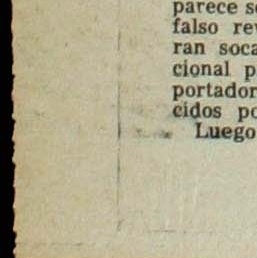 parece s
falso re
ran soca
cional p
portador
cidos po
Luego